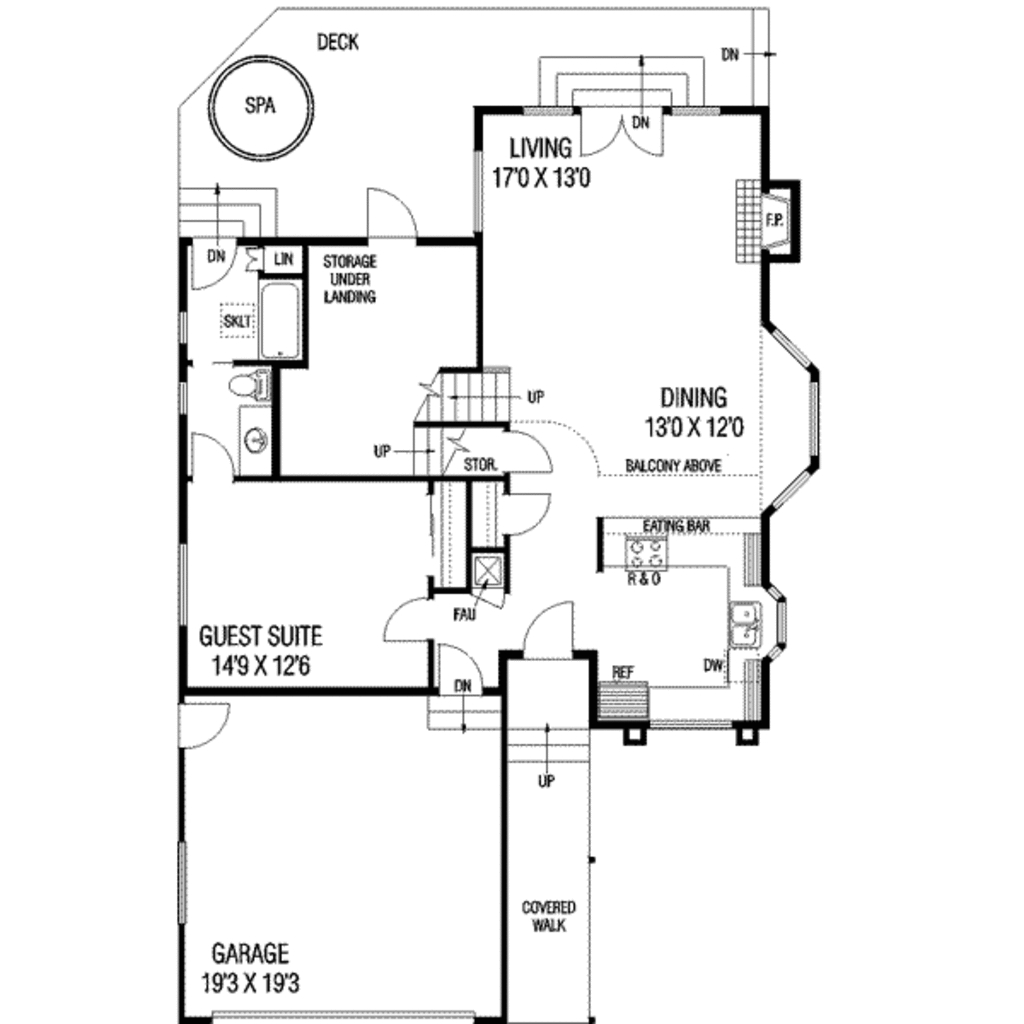 DECK
DN
SPA
DN
LIVING
17'0 X 13'0
F.P.
DN
LIN
STORAGE
UNDER
LANDING
SKLT
UP
DINING
13'0 X 12'0
UP
STOR.
BALCONY ABOVE
EATING BAR
R & O
FAU
GUEST SUITE
14'9 X 12'6
DW
REF
DN
UP
COVERED
WALK
GARAGE
19'3 X 19'3